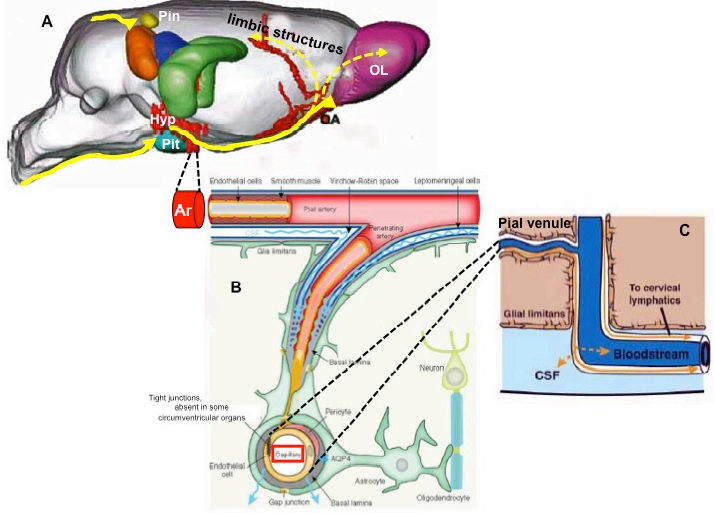 A
Pin
limbic structures
OL
Hyp
OA
Pit
Ar
Endothelial cells
Smooth muscle
Virchow-Robin space
Leptomeningeal cells
Pial artery
CSF
Penetrating
artery
Glia limitans
B
Basal lamina
Neuron
Tight junctions,
absent in some
circumventricular organs
Pericyte
Capillary
AQP4
Endothelial
cell
Astrocyte
Gap junction
Basal lamina
Oligodendrocyte
Pial venule
C
To cervical
lymphatics
Glial limitans
Bloodstream
CSF